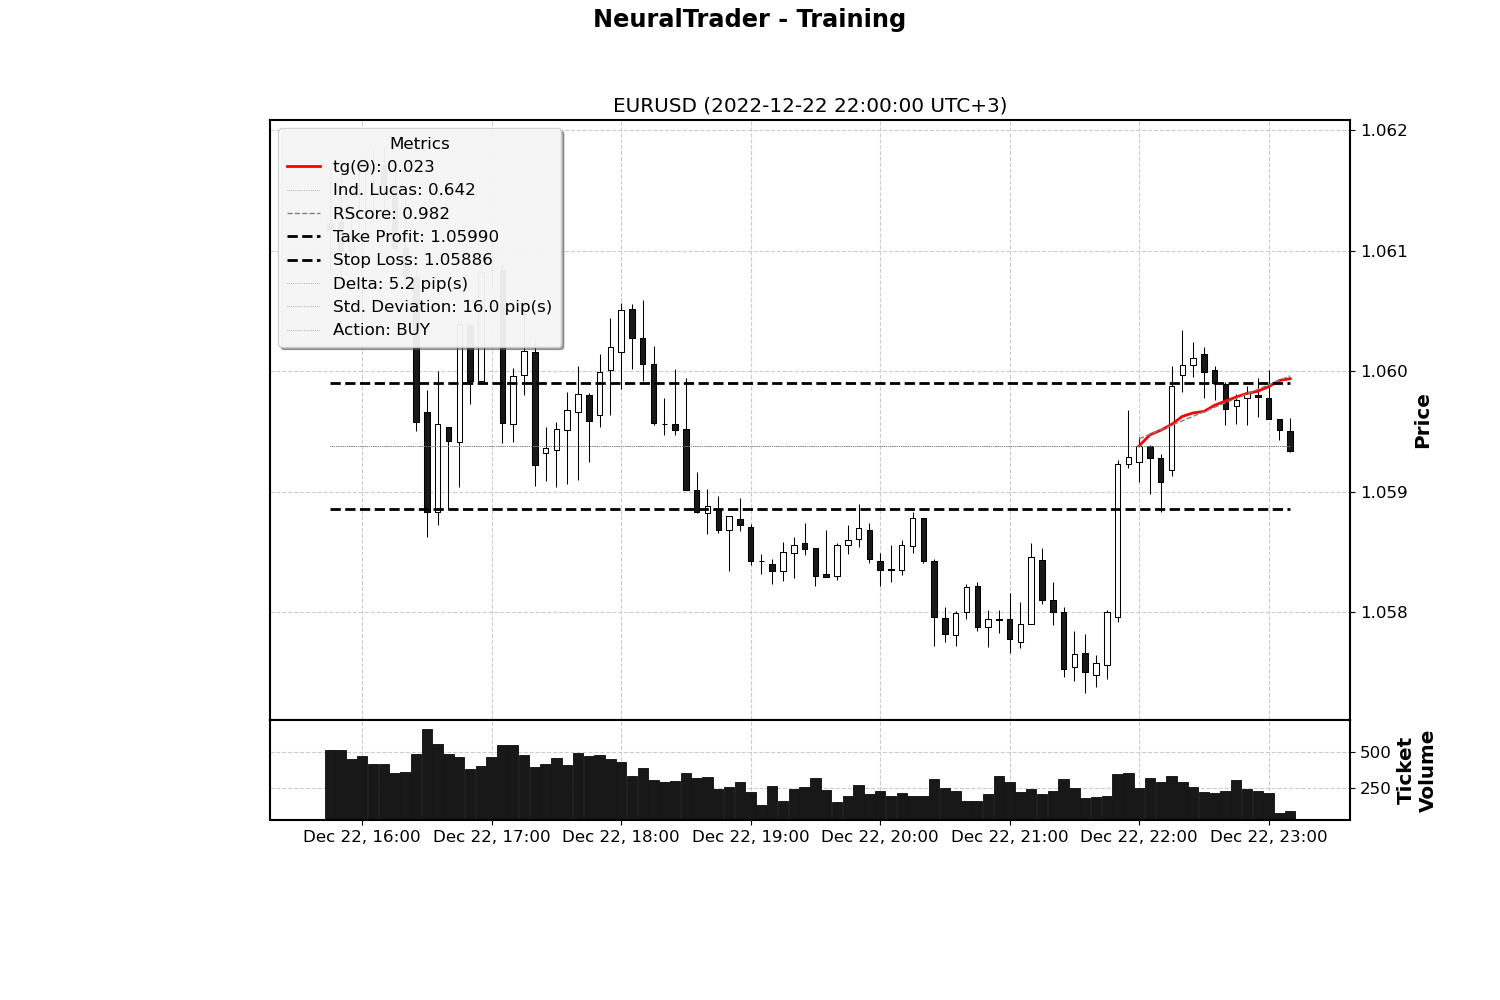 NeuralTrader - Training
EURUSD (2022-12-22 22:00:00 UTC+3)
Metrics
tg(Θ): 0.023
Ind. Lucas: 0.642
RScore: 0.982
Take Profit: 1.05990
Stop Loss: 1.05886
Delta: 5.2 pip(s)
Std. Deviation: 16.0 pip(s)
Action: BUY
1.062
1.061
1.060
1.059
1.058
Price
500
250
Ticket
Volume
Dec 22, 16:00
Dec 22, 17:00
Dec 22, 18:00
Dec 22, 19:00
Dec 22, 20:00
Dec 22, 21:00
Dec 22, 22:00
Dec 22, 23:00